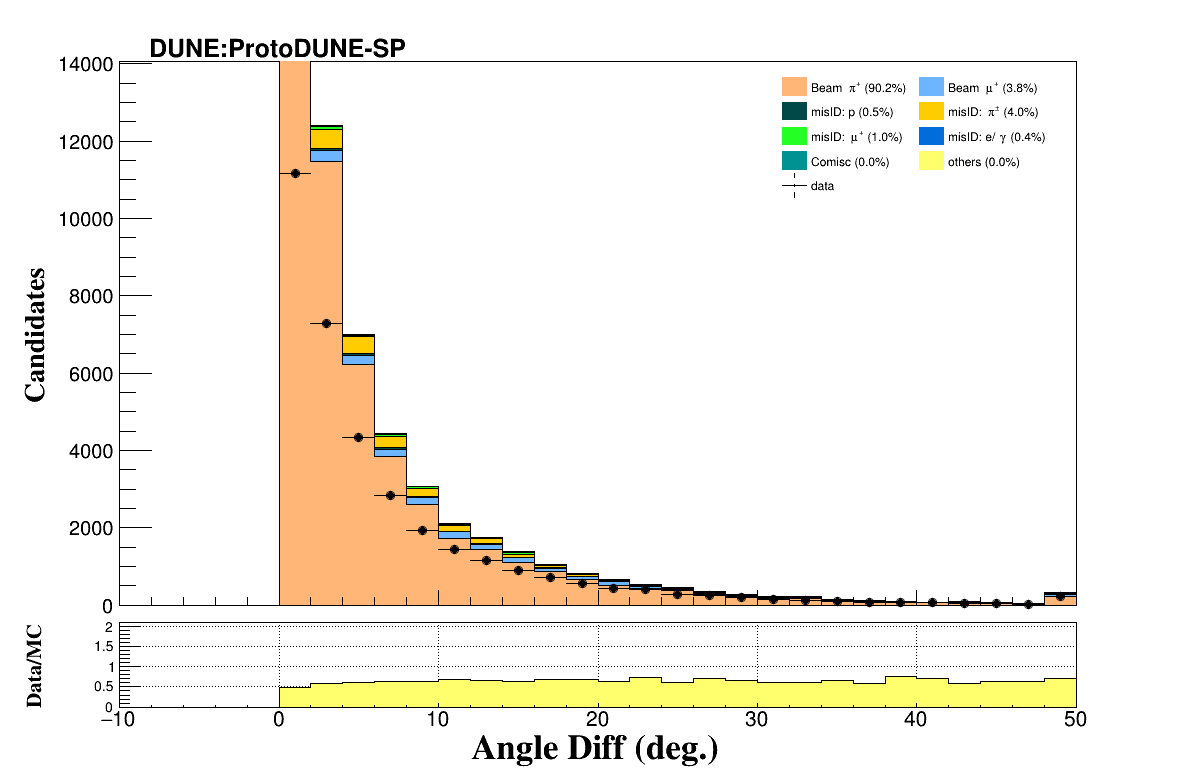 DUNE:ProtoDUNE-SP
14000
12000
10000
8000
6000
4000
2000
0
Candidates
Beam π⁺ (90.2%)
Beam μ⁺ (3.8%)
misID: p (0.5%)
misID: π± (4.0%)
misID: μ⁺ (1.0%)
misID: e/ γ (0.4%)
Comisc (0.0%)
others (0.0%)
data
2
1.5
1
0.5
0
Data/MC
−10 0 10 20 30 40 50
Angle Diff (deg.)